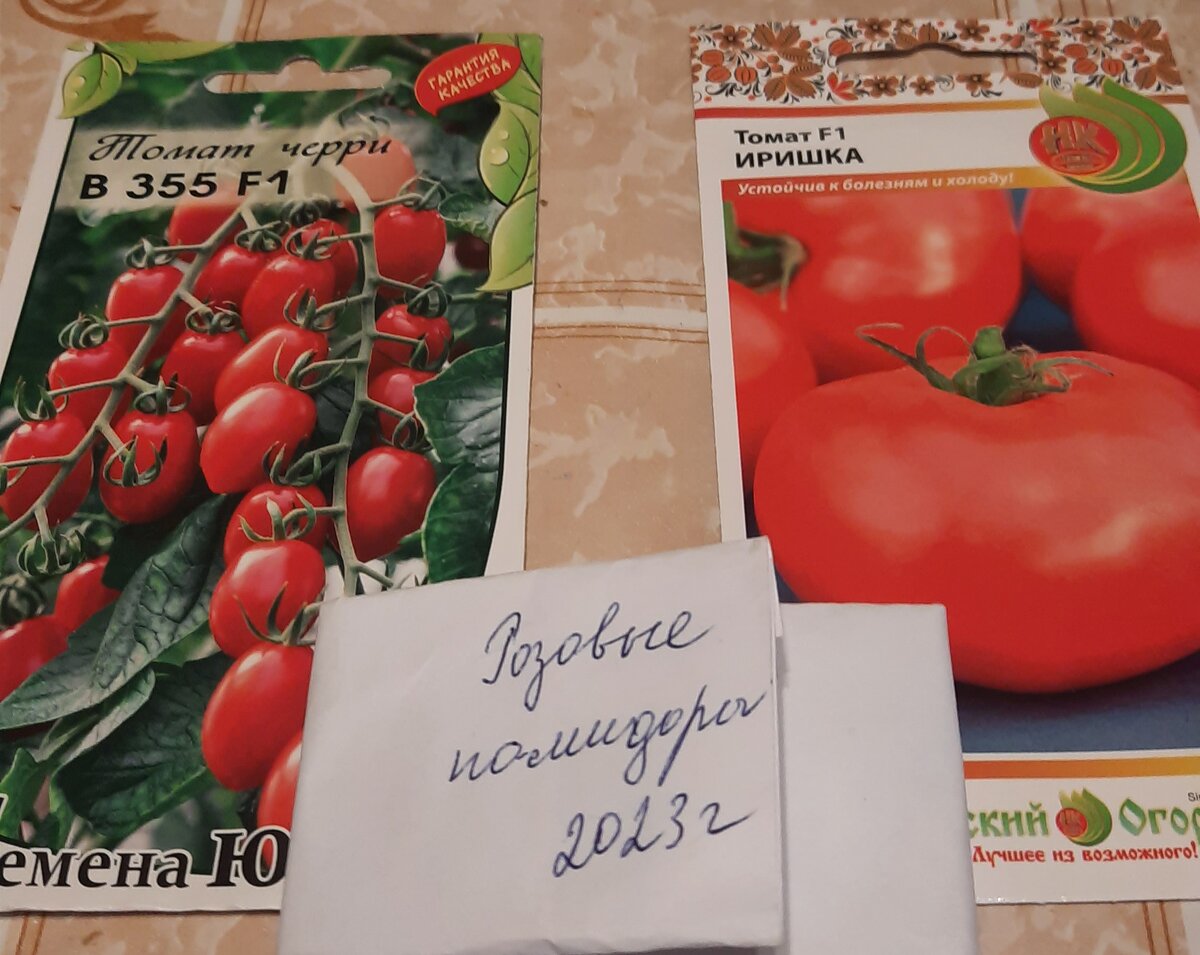 ГАРАНТИЯ
КАЧЕСТВА
Томат черри
В 355 F1
емена Ю
Томат F1
ИРИШКА
Устойчив к болезням и холоду!
НК
ский Огор
Лучшее из возможного!
Розовые
помидоры
2023г